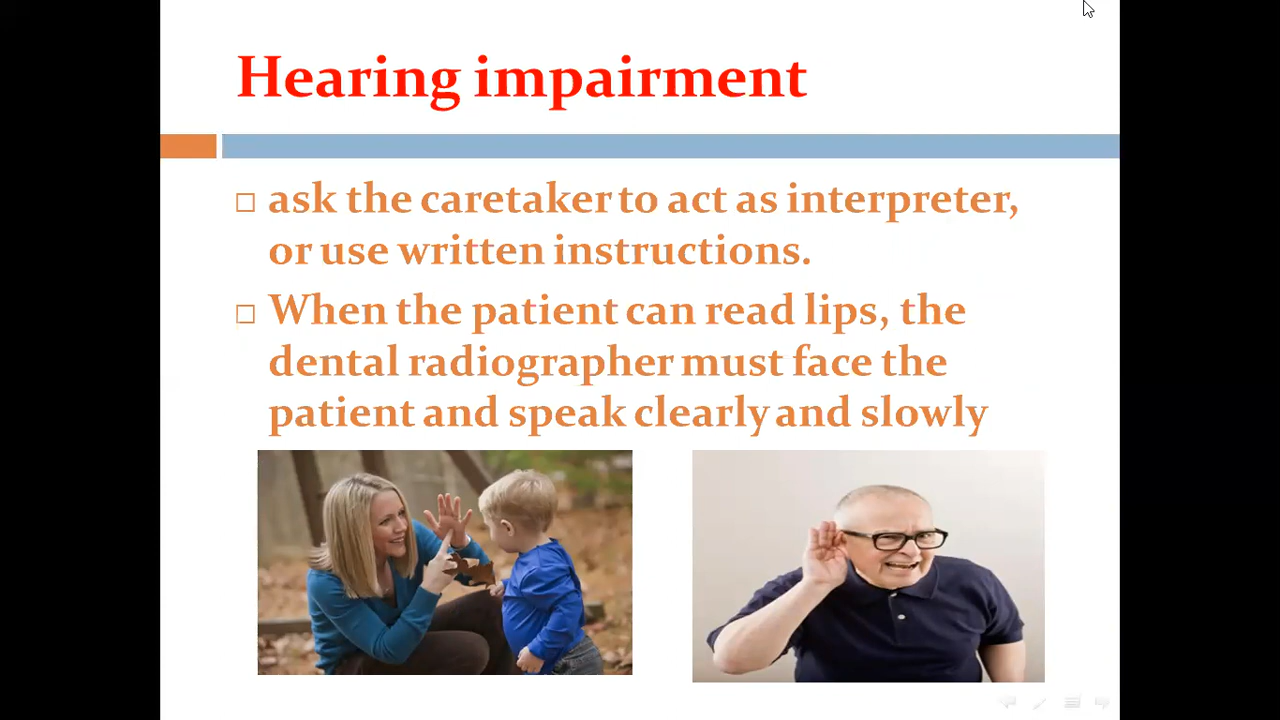 Hearing impairment
ask the caretaker to act as interpreter,
or use written instructions.
When the patient can read lips, the
dental radiographer must face the
patient and speak clearly and slowly